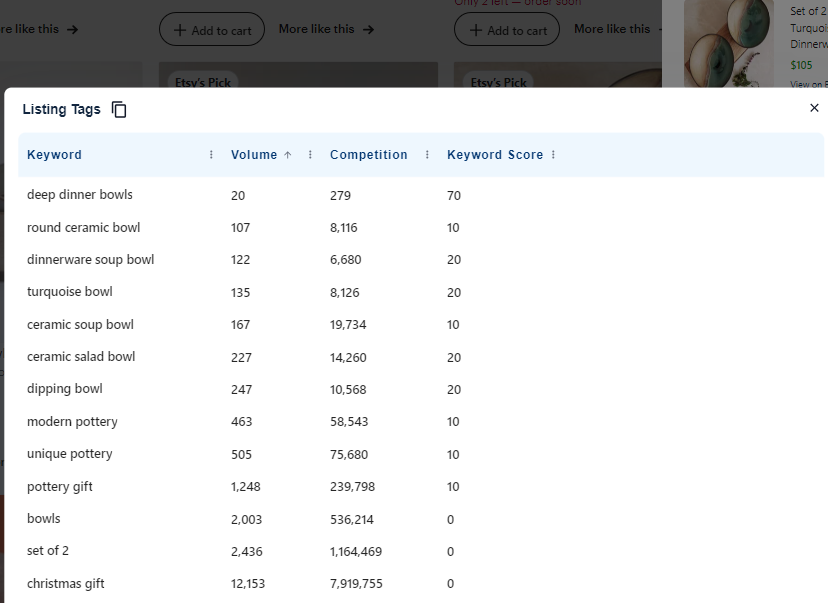 re like this →
+ Add to cart
More like this →
Only 2 left — order soon
+ Add to cart
More like this
Set of 2
Turquoi
Dinnerw
$105
View on E
Etsy's Pick
Etsy's Pick
Listing Tags
×
Keyword Volume ↑ Competition Keyword Score
deep dinner bowls 20 279 70
round ceramic bowl 107 8,116 10
dinnerware soup bowl 122 6,680 20
turquoise bowl 135 8,126 20
ceramic soup bowl 167 19,734 10
ceramic salad bowl 227 14,260 20
dipping bowl 247 10,568 20
modern pottery 463 58,543 10
unique pottery 505 75,680 10
pottery gift 1,248 239,798 10
bowls 2,003 536,214 0
set of 2 2,436 1,164,469 0
christmas gift 12,153 7,919,755 0